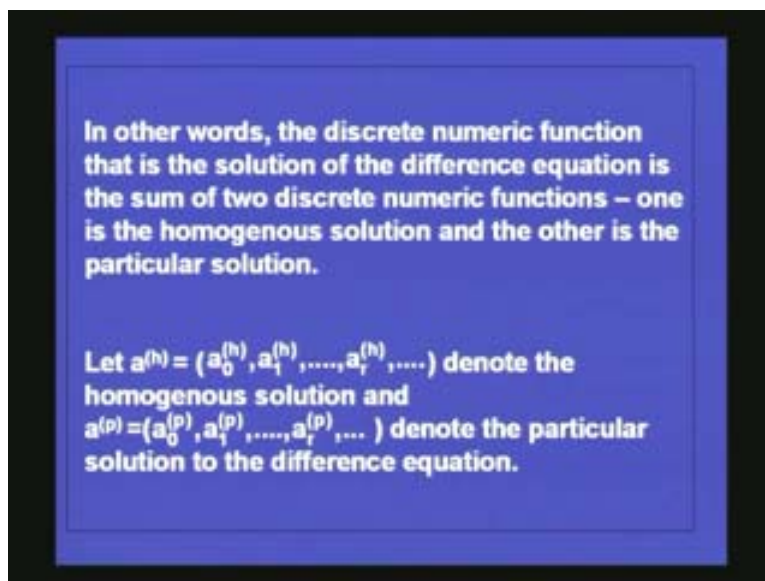 In other words, the discrete numeric function
that is the solution of the difference equation is
the sum of two discrete numeric functions – one
is the homogenous solution and the other is the
particular solution.
Let a⁽ʰ⁾ = (a₀⁽ʰ⁾,a₁⁽ʰ⁾,....,aᵣ⁽ʰ⁾,....) denote the
homogenous solution and
a⁽ᵖ⁾ =(a₀⁽ᵖ⁾,a₁⁽ᵖ⁾,....,aᵣ⁽ᵖ⁾,... ) denote the particular
solution to the difference equation.